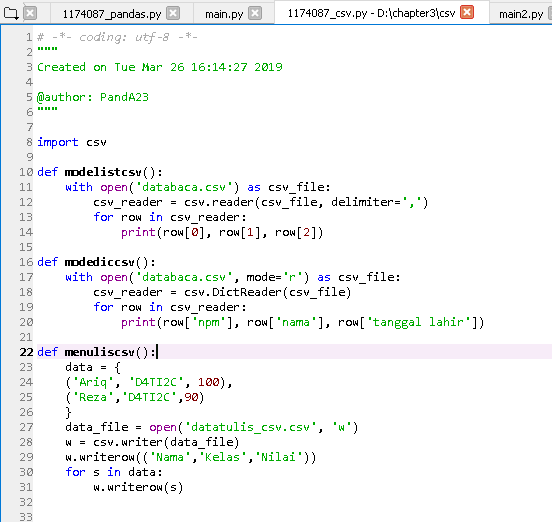 1174087_pandas.py main.py 1174087_csv.py - D:\chapter3\csv main2.py
1 # -*- coding: utf-8 -*-
2 """
3 Created on Tue Mar 26 16:14:27 2019
4
5 @author: PandA23
6 """
7
8 import csv
9
10 def modelistcsv():
11     with open('databaca.csv') as csv_file:
12         csv_reader = csv.reader(csv_file, delimiter=',')
13         for row in csv_reader:
14             print(row[0], row[1], row[2])
15
16 def modediccsv():
17     with open('databaca.csv', mode='r') as csv_file:
18         csv_reader = csv.DictReader(csv_file)
19         for row in csv_reader:
20             print(row['npm'], row['nama'], row['tanggal lahir'])
21
22 def menuliscsv():
23     data = {
24     ('Ariq', 'D4TI2C', 100),
25     ('Reza','D4TI2C',90)
26     }
27     data_file = open('datatulis_csv.csv', 'w')
28     w = csv.writer(data_file)
29     w.writerow(('Nama','Kelas','Nilai'))
30     for s in data:
31         w.writerow(s)
32
33